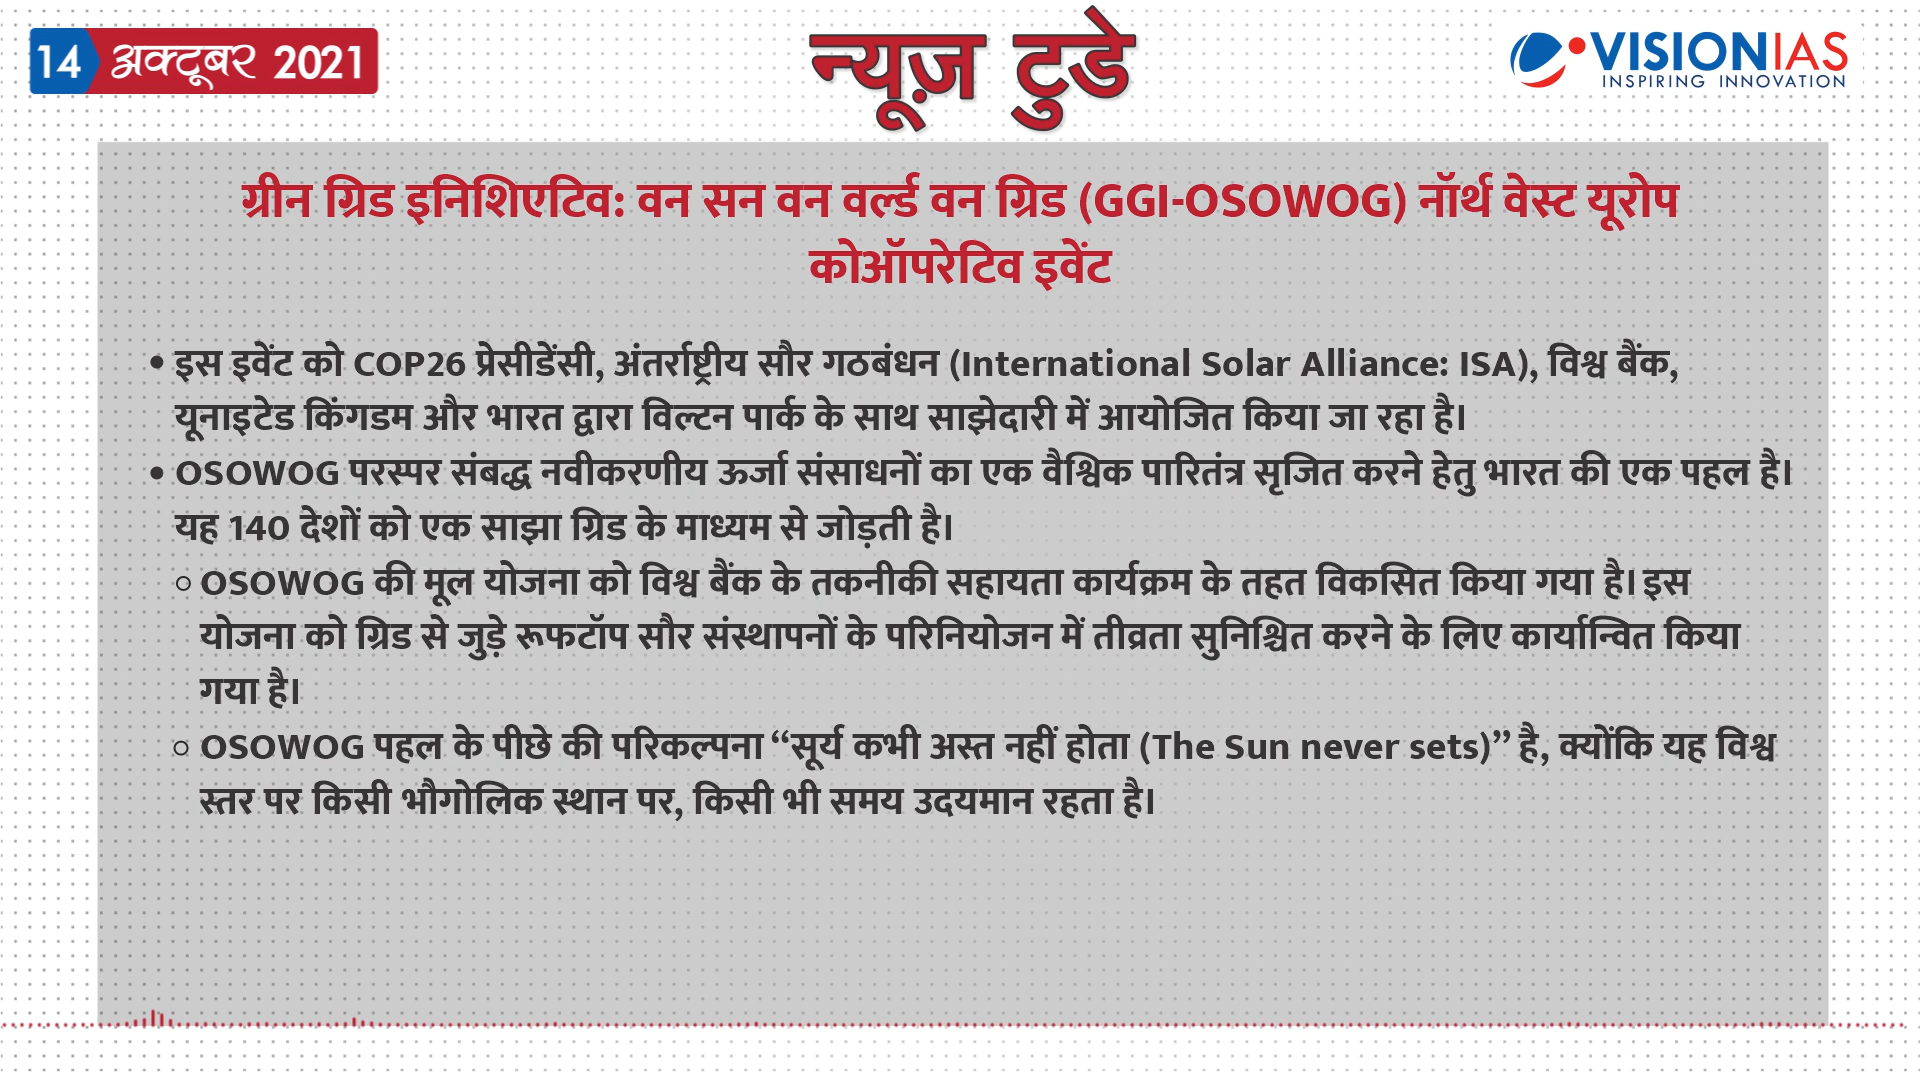 14 अक्टूबर 2021
न्यूज़ टुडे
VISIONIAS
INSPIRING INNOVATION
ग्रीन ग्रिड इनिशिएटिव: वन सन वन वर्ल्ड वन ग्रिड (GGI-OSOWOG) नॉर्थ वेस्ट यूरोप
कोऑपरेटिव इवेंट
• इस इवेंट को COP26 प्रेसीडेंसी, अंतर्राष्ट्रीय सौर गठबंधन (International Solar Alliance: ISA), विश्व बैंक,
यूनाइटेड किंगडम और भारत द्वारा विल्टन पार्क के साथ साझेदारी में आयोजित किया जा रहा है।
• OSOWOG परस्पर संबद्ध नवीकरणीय ऊर्जा संसाधनों का एक वैश्विक पारितंत्र सृजित करने हेतु भारत की एक पहल है।
यह 140 देशों को एक साझा ग्रिड के माध्यम से जोड़ती है।
○ OSOWOG की मूल योजना को विश्व बैंक के तकनीकी सहायता कार्यक्रम के तहत विकसित किया गया है। इस
योजना को ग्रिड से जुड़े रूफटॉप सौर संस्थापनों के परिनियोजन में तीव्रता सुनिश्चित करने के लिए कार्यान्वित किया
गया है।
○ OSOWOG पहल के पीछे की परिकल्पना “सूर्य कभी अस्त नहीं होता (The Sun never sets)” है, क्योंकि यह विश्व
स्तर पर किसी भौगोलिक स्थान पर, किसी भी समय उदयमान रहता है।